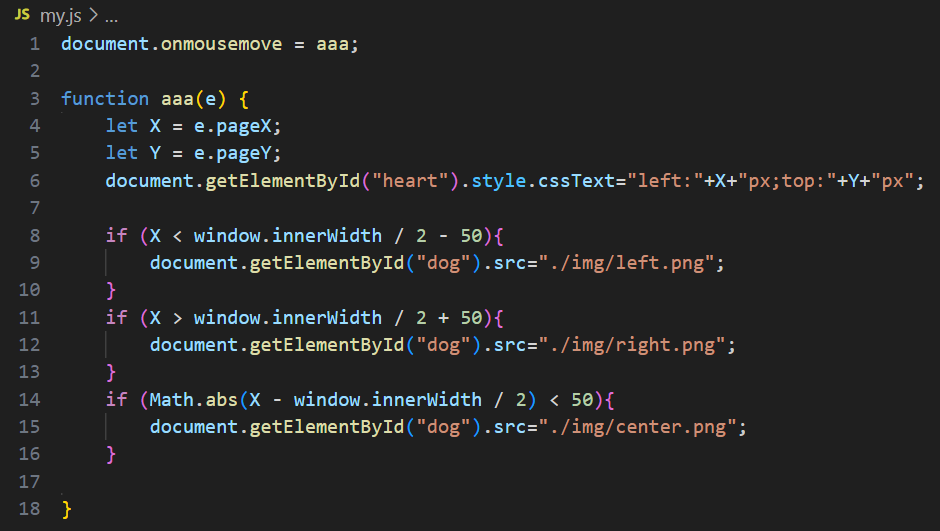 JS my.js > ...
1 document.onmousemove = aaa;
2
3 function aaa(e) {
4     let X = e.pageX;
5     let Y = e.pageY;
6     document.getElementById("heart").style.cssText="left:"+X+"px;top:"+Y+"px";
7
8     if (X < window.innerWidth / 2 - 50){
9         document.getElementById("dog").src="./img/left.png";
10     }
11     if (X > window.innerWidth / 2 + 50){
12         document.getElementById("dog").src="./img/right.png";
13     }
14     if (Math.abs(X - window.innerWidth / 2) < 50){
15         document.getElementById("dog").src="./img/center.png";
16     }
17
18 }